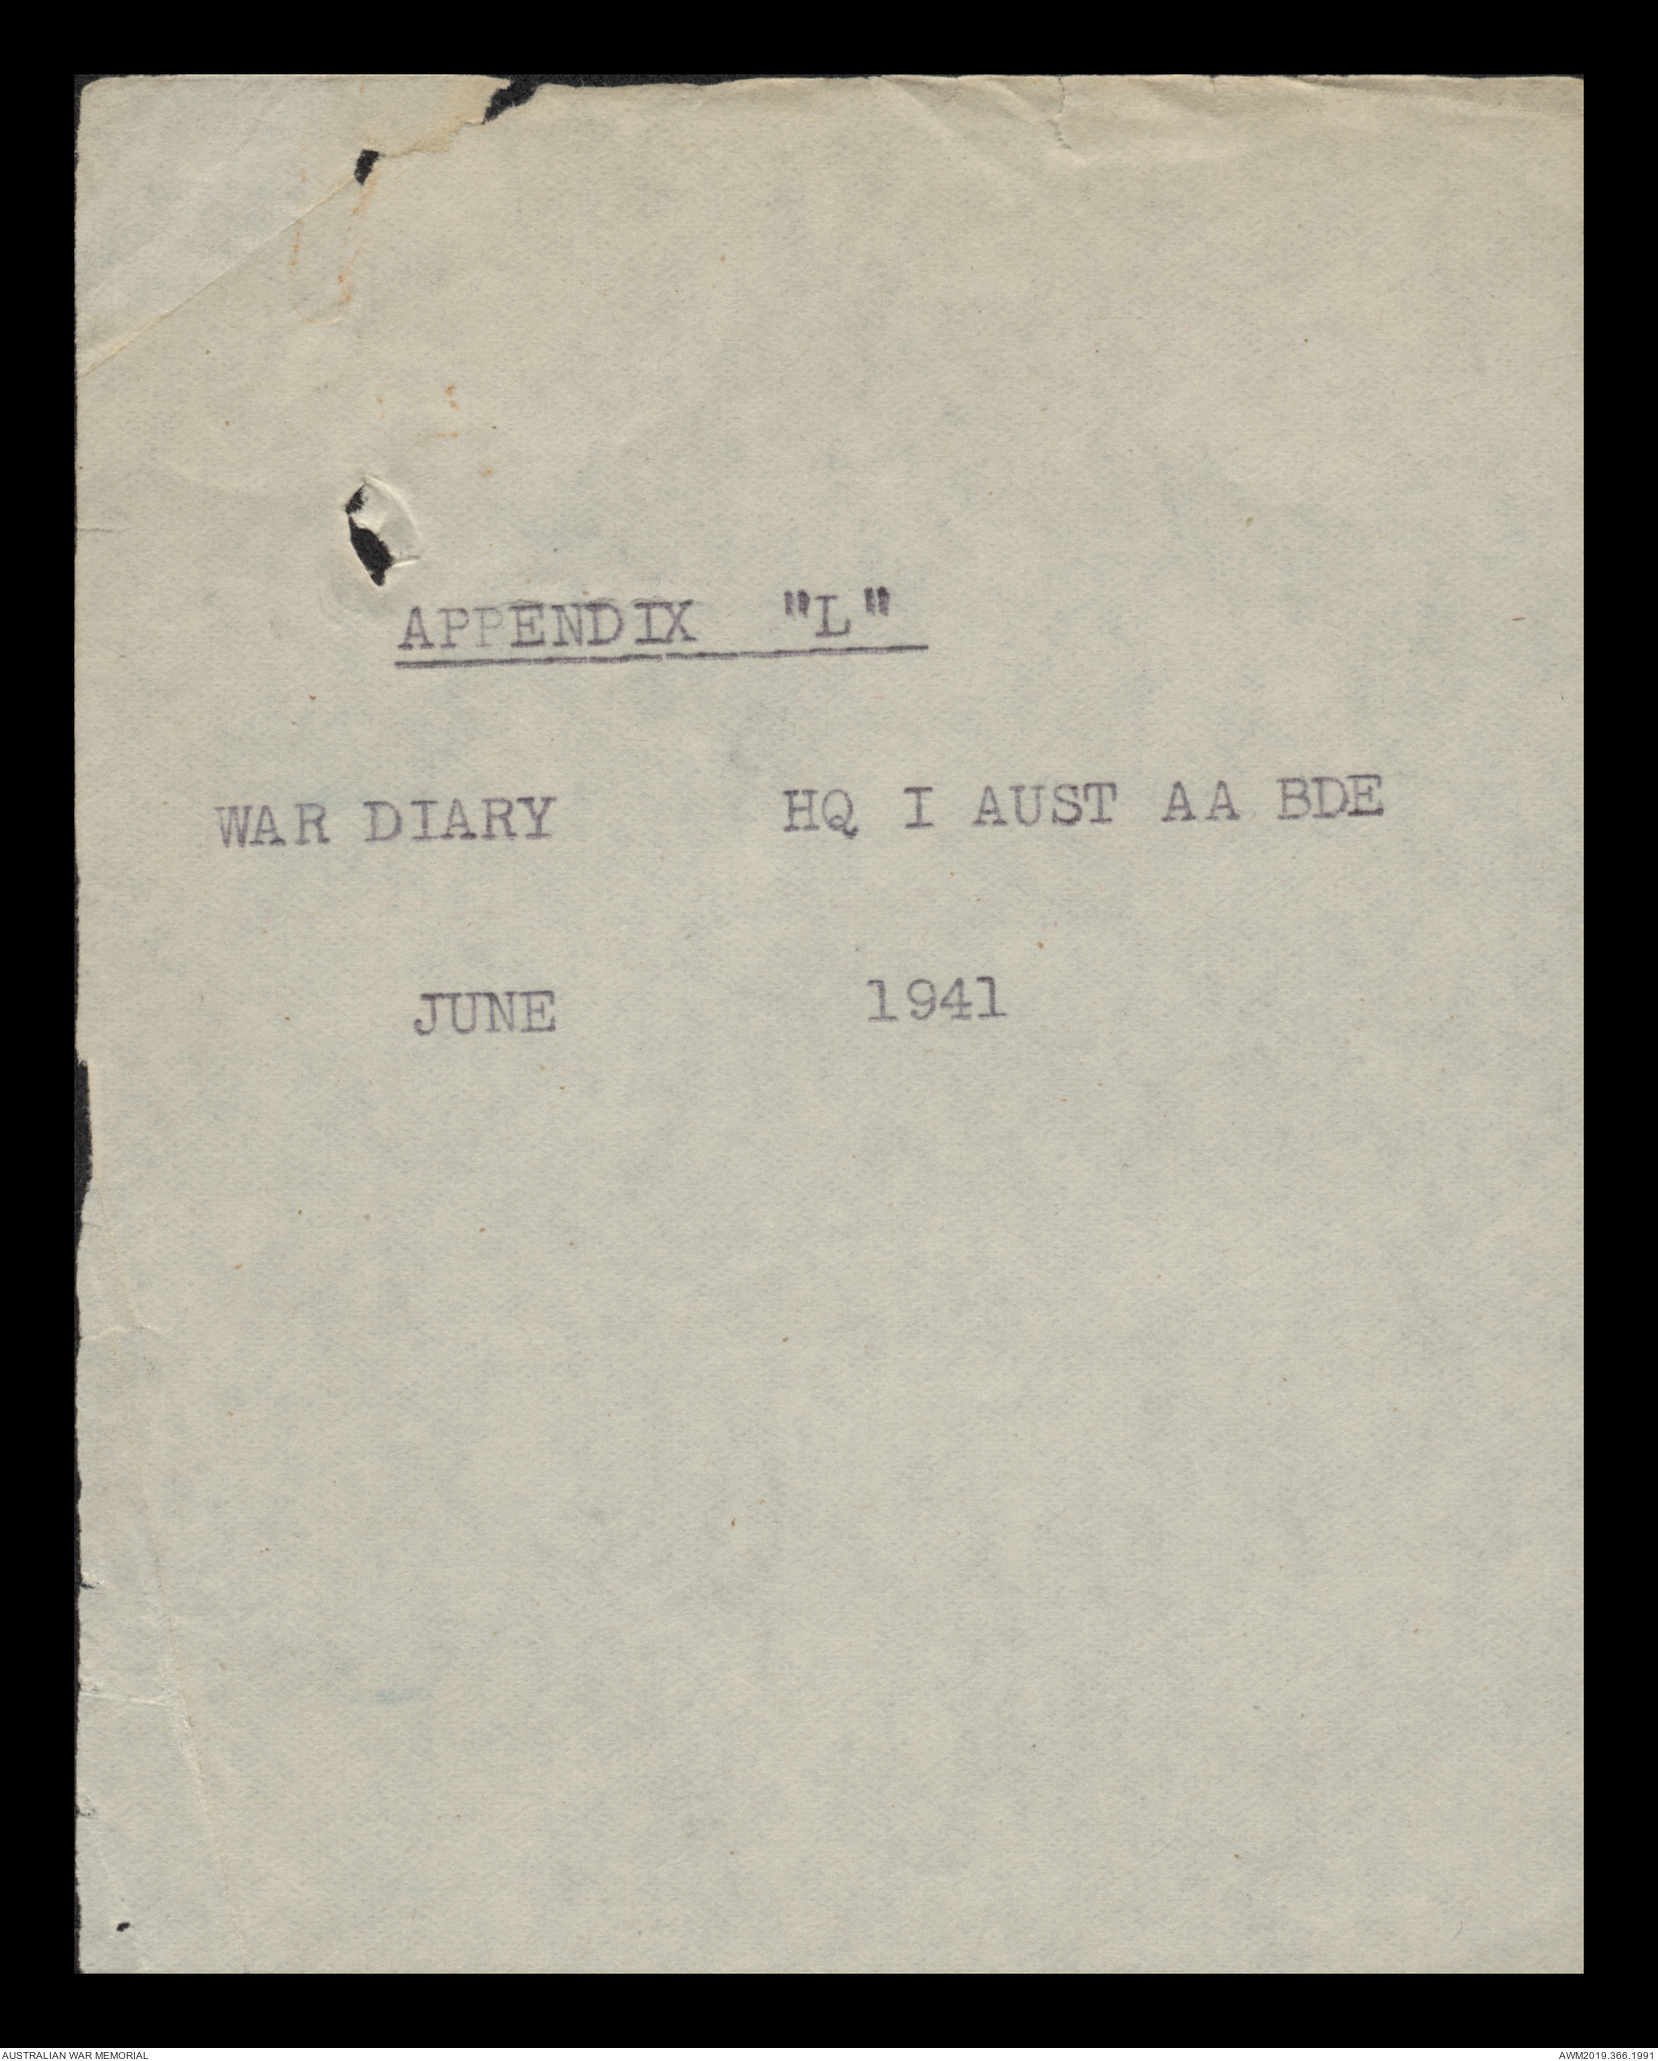 APPENDIX "L"
WAR DIARY HQ I AUST AA BDE
JUNE 1941
AUSTRALIAN WAR MEMORIAL AWM2019.366.1991